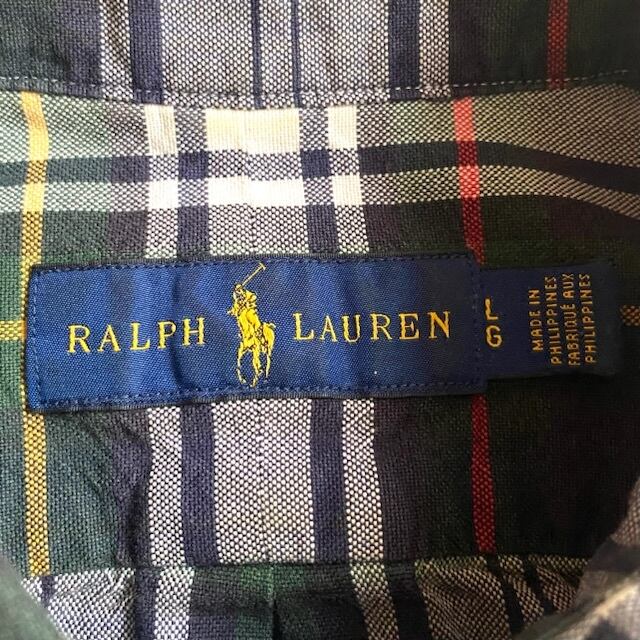 RALPH LAUREN
L
G
MADE IN
PHILIPPINES
FABRIQUÉ AUX
PHILIPPINES